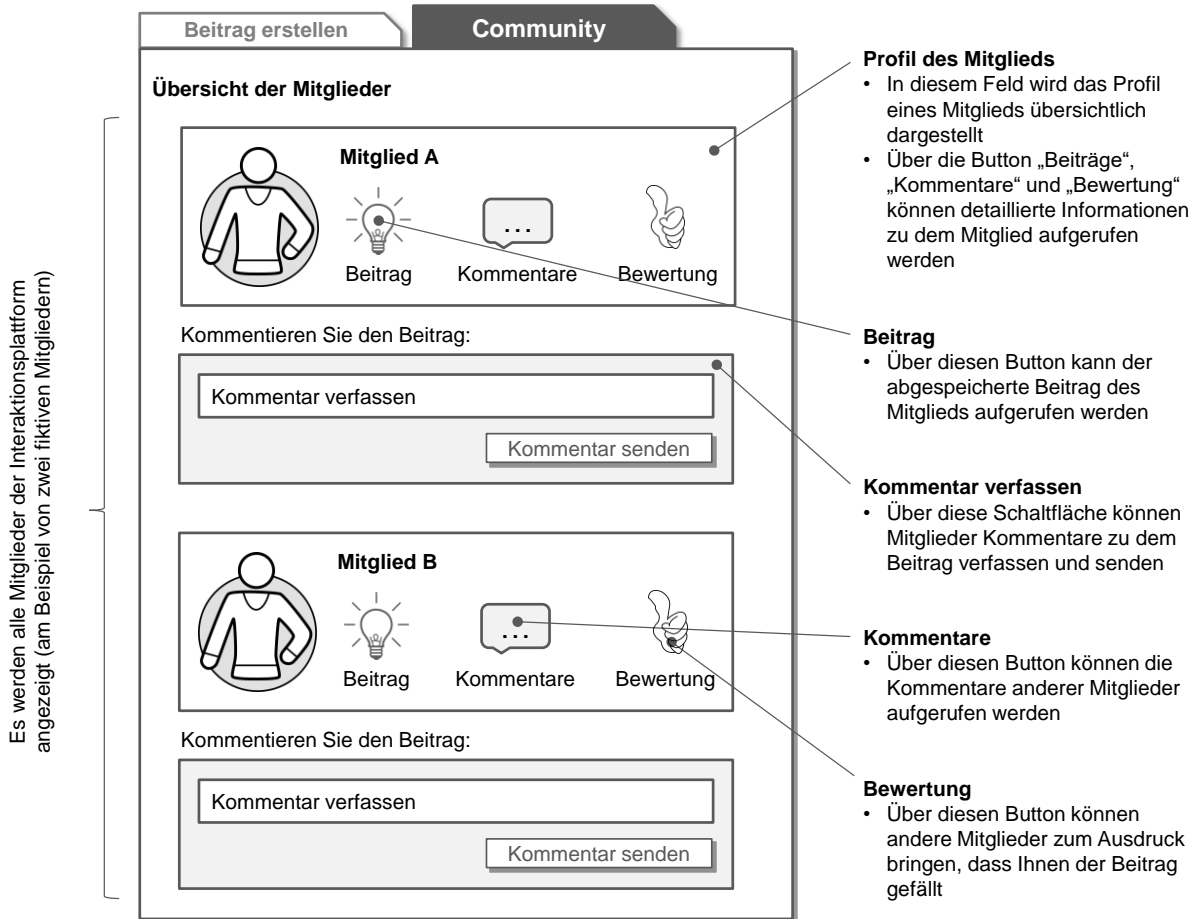 Beitrag erstellen
Community
Übersicht der Mitglieder
Mitglied A
...
Beitrag
Kommentare
Bewertung
Kommentieren Sie den Beitrag:
Kommentar verfassen
Kommentar senden
Mitglied B
...
Beitrag
Kommentare
Bewertung
Kommentieren Sie den Beitrag:
Kommentar verfassen
Kommentar senden
Es werden alle Mitglieder der Interaktionsplattform
angezeigt (am Beispiel von zwei fiktiven Mitgliedern)
Profil des Mitglieds
• In diesem Feld wird das Profil
eines Mitglieds übersichtlich
dargestellt
• Über die Button „Beiträge“,
„Kommentare“ und „Bewertung“
können detaillierte Informationen
zu dem Mitglied aufgerufen
werden
Beitrag
• Über diesen Button kann der
abgespeicherte Beitrag des
Mitglieds aufgerufen werden
Kommentar verfassen
• Über diese Schaltfläche können
Mitglieder Kommentare zu dem
Beitrag verfassen und senden
Kommentare
• Über diesen Button können die
Kommentare anderer Mitglieder
aufgerufen werden
Bewertung
• Über diesen Button können
andere Mitglieder zum Ausdruck
bringen, dass Ihnen der Beitrag
gefällt